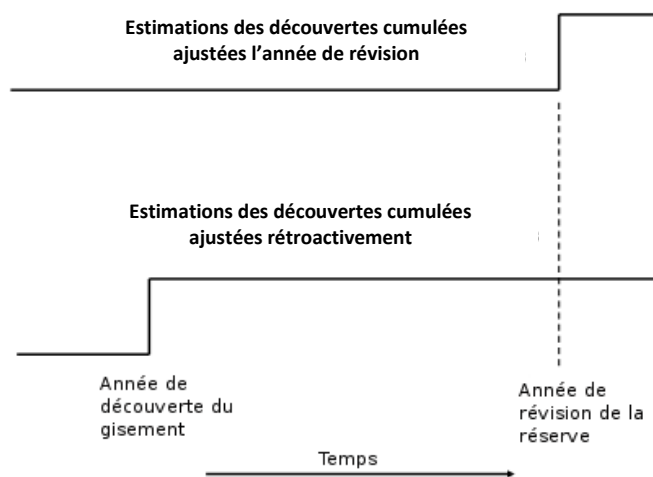 Estimations des découvertes cumulées
ajustées l’année de révision
Estimations des découvertes cumulées
ajustées rétroactivement
Année de
découverte du
gisement
Année de
révision de la
réserve
Temps